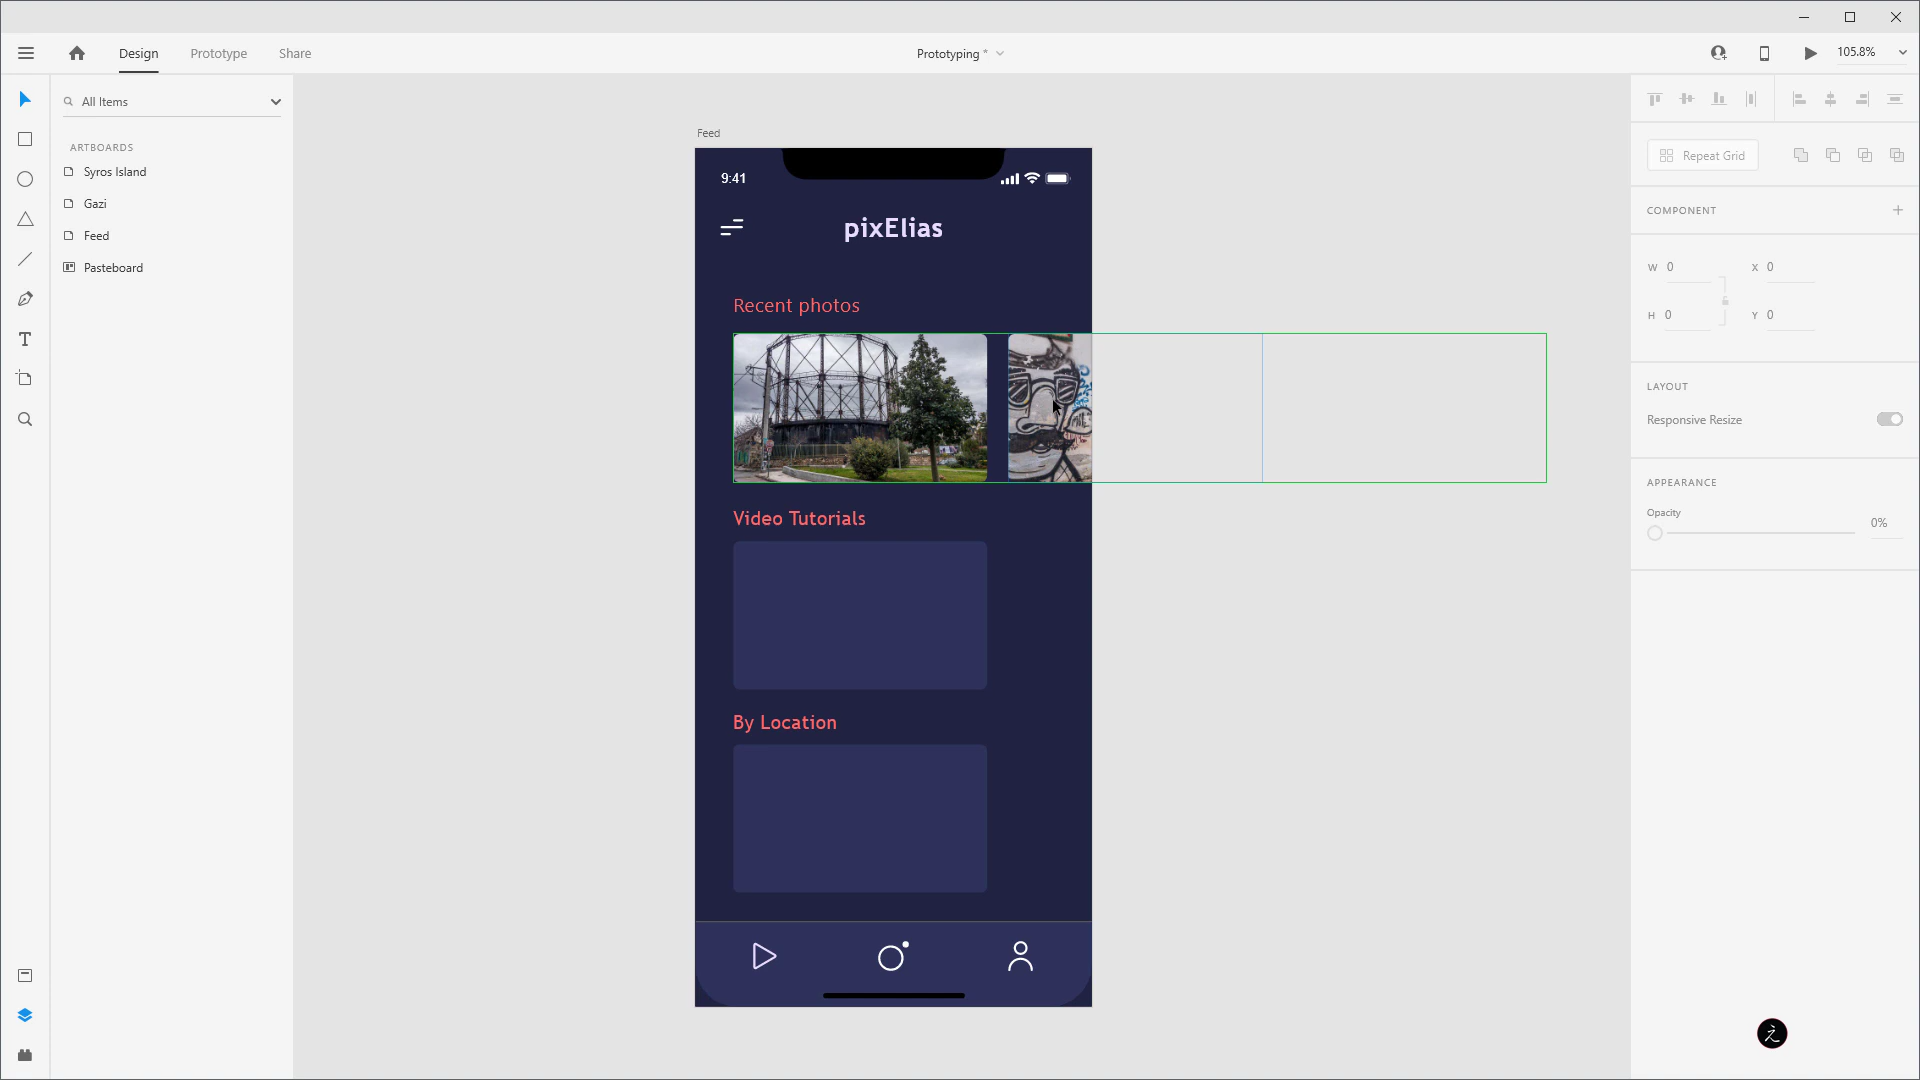 Design
Prototype
Share
Prototyping *
105.8%
All Items
ARTBOARDS
Syros Island
Gazi
Feed
Pasteboard
Feed
9:41
pixElias
Recent photos
Video Tutorials
By Location
Repeat Grid
COMPONENT
W 0
X 0
H 0
Y 0
LAYOUT
Responsive Resize
APPEARANCE
Opacity
0%
え